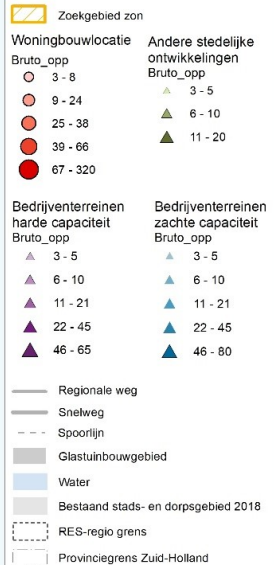 Zoekgebied zon
Woningbouwlocatie
Bruto_opp
3 - 8
9 - 24
25 - 38
39 - 66
67 - 320
Andere stedelijke
ontwikkelingen
Bruto_opp
3 - 5
6 - 10
11 - 20
Bedrijventerreinen
harde capaciteit
Bruto_opp
3 - 5
6 - 10
11 - 21
22 - 45
46 - 65
Bedrijventerreinen
zachte capaciteit
Bruto_opp
3 - 5
6 - 10
11 - 21
22 - 45
46 - 80
Regionale weg
Snelweg
Spoorlijn
Glastuinbouwgebied
Water
Bestaand stads- en dorpsgebied 2018
RES-regio grens
Provinciegrens Zuid-Holland